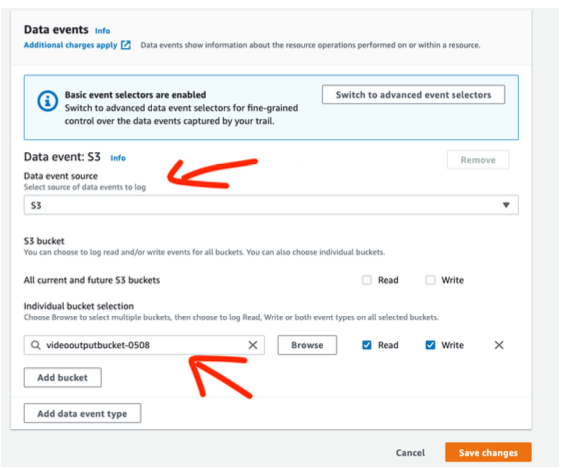 Data events Info
Additional charges apply Data events show information about the resource operations performed on or within a resource.
Basic event selectors are enabled
Switch to advanced data event selectors for fine-grained
control over the data events captured by your trail.
Switch to advanced event selectors
Data event: S3 Info
Remove
Data event source
Select source of data events to log
S3
S3 bucket
You can choose to log read and/or write events for all buckets. You can also choose individual buckets.
All current and future S3 buckets Read Write
Individual bucket selection
Choose Browse to select multiple buckets, then choose to log Read, Write or both event types on all selected buckets.
videooutputbucket-0508 Browse Read Write
Add bucket
Add data event type
Cancel Save changes